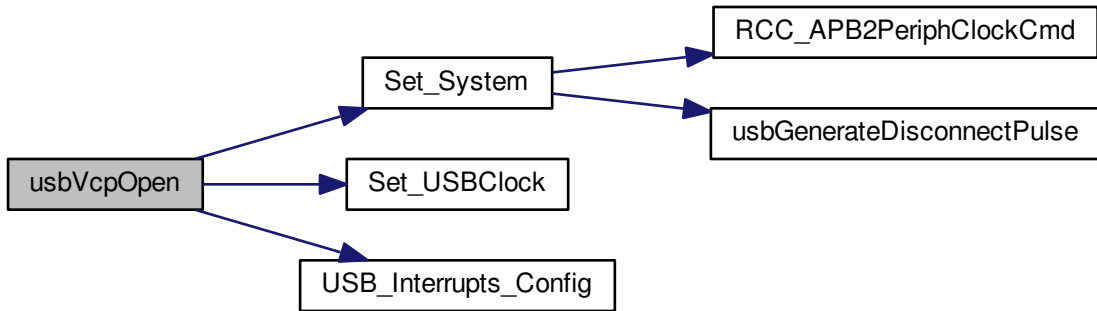 usbVcpOpen
Set_System
RCC_APB2PeriphClockCmd
usbGenerateDisconnectPulse
Set_USBClock
USB_Interrupts_Config